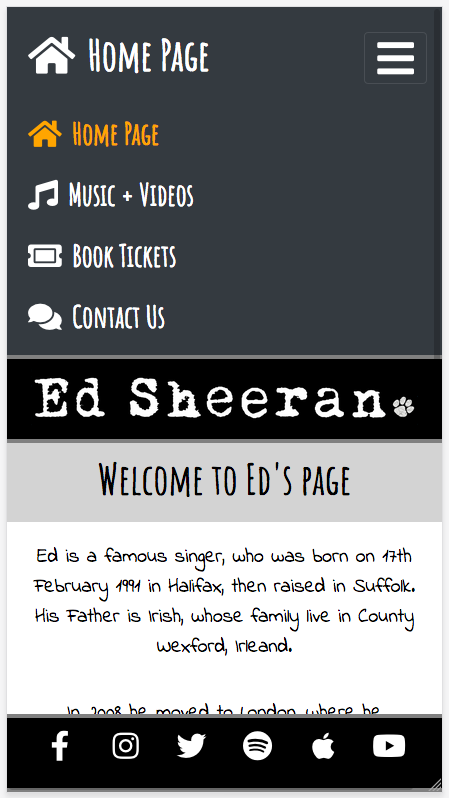 Home Page
Home Page
Music + Videos
Book Tickets
Contact Us
Ed Sheeran
Welcome to Ed's page
Ed is a famous singer, who was born on 17th
February 1991 in Halifax, then raised in Suffolk.
His Father is Irish, whose family live in County
Wexford, Irleand.
In 2008 he moved to London where he